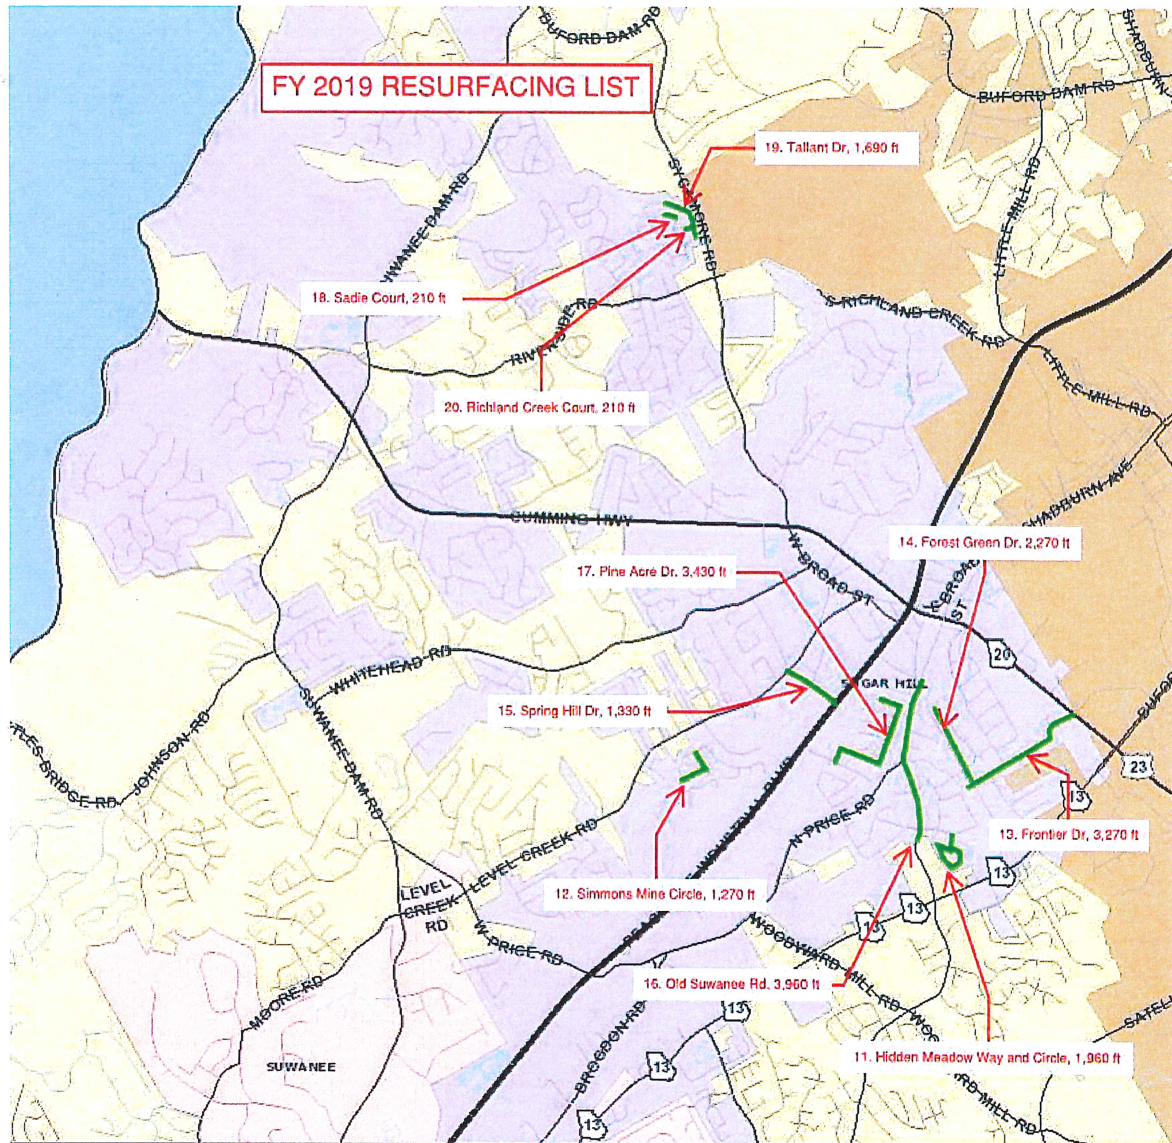 BUFORD DAM RD
SHADBURN
FY 2019 RESURFACING LIST
BUFORD DAM RD
19. Tallant Dr, 1,690 ft
SYCAMORE RD
SUWANEE DAM RD
LITTLE MILL RD
18. Sadie Court, 210 ft
RIVERSIDE RD
S RICHLAND CREEK RD
LITTLE MILL RD
20. Richland Creek Court, 210 ft
SHADBURN AVE
CUMMING HWY
14. Forest Green Dr, 2,270 ft
17. Pine Acre Dr. 3,430 ft
W BROAD ST
E BROAD ST
20
WHITEHEAD RD
SUGAR HILL
15. Spring Hill Dr, 1,330 ft
SUWANEE DAM RD
JOHNSON RD
TLES BRIDGE RD
23
13
N PRICE RD
13. Frontier Dr, 3,270 ft
LEVEL CREEK RD
13
12. Simmons Mine Circle, 1,270 ft
LEVEL
CREEK
RD
13
13
W PRICE RD
WOODWARD MILL RD
16. Old Suwanee Rd, 3,960 ft
MOORE RD
13
BROGDON RD
SATEL
11. Hidden Meadow Way and Circle, 1,960 ft
SUWANEE
13
13